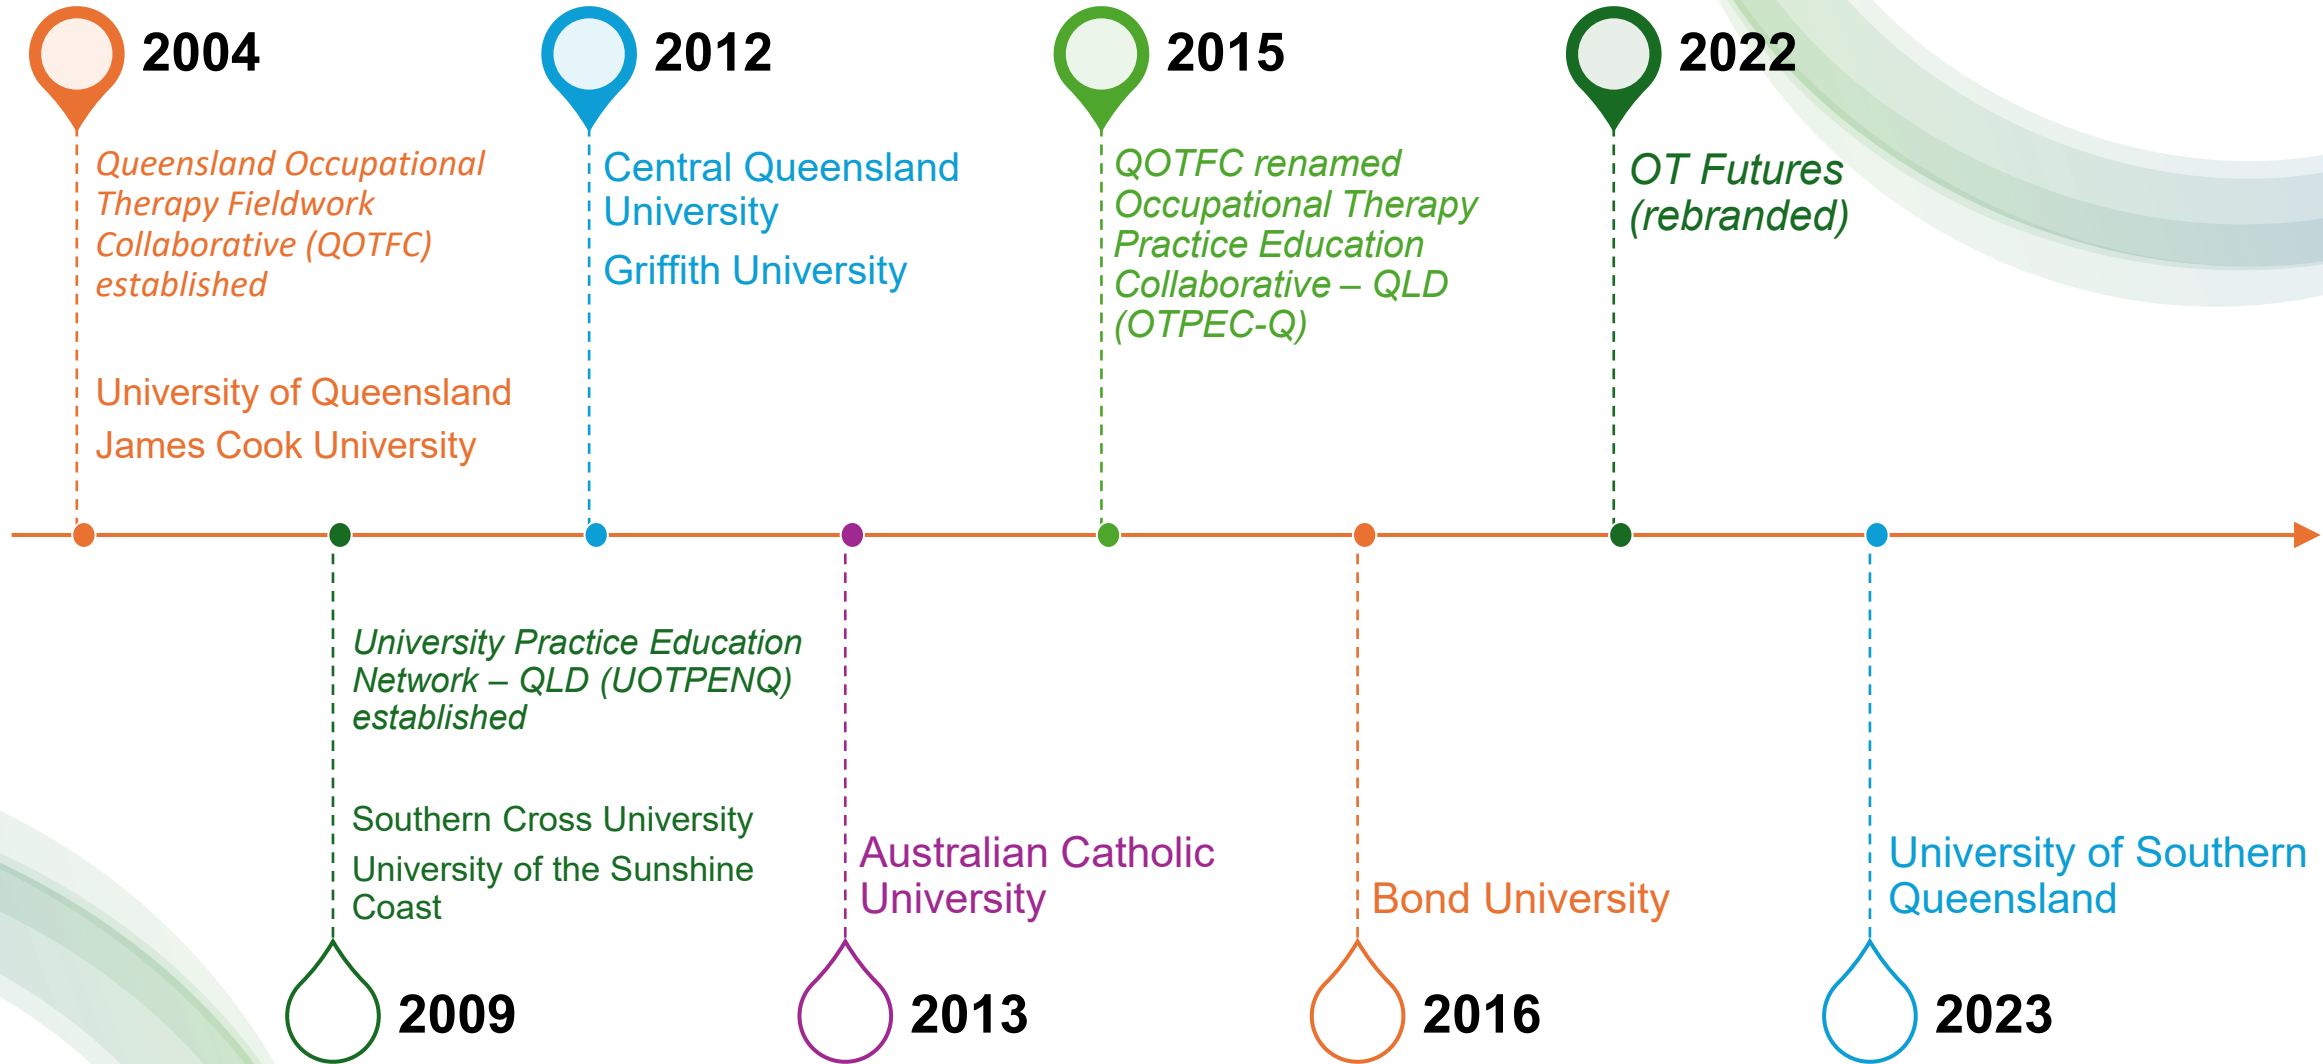 2004
Queensland Occupational
Therapy Fieldwork
Collaborative (QOTFC)
established
University of Queensland
James Cook University
2012
Central Queensland
University
Griffith University
2015
QOTFC renamed
Occupational Therapy
Practice Education
Collaborative – QLD
(OTPEC-Q)
2022
OT Futures
(rebranded)
University Practice Education
Network – QLD (UOTPENQ)
established
Southern Cross University
University of the Sunshine
Coast
2009
Australian Catholic
University
2013
Bond University
2016
University of Southern
Queensland
2023